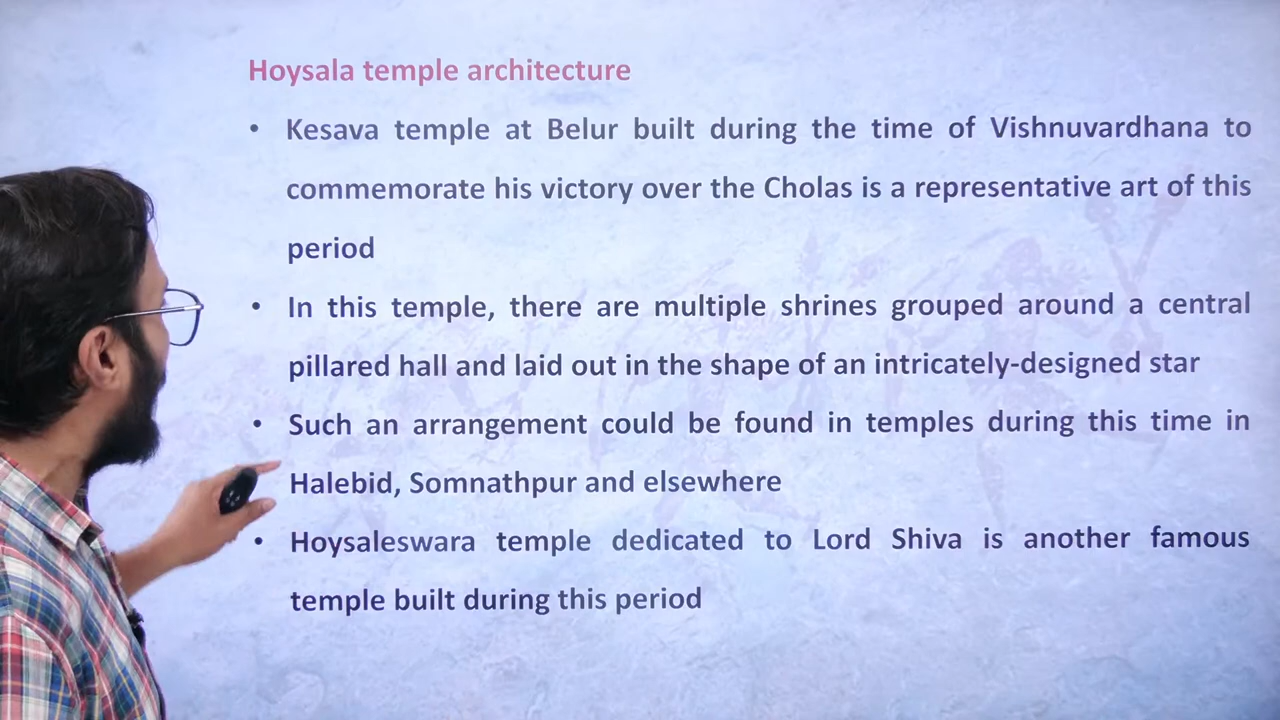 Hoysala temple architecture
• Kesava temple at Belur built during the time of Vishnuvardhana to
commemorate his victory over the Cholas is a representative art of this
period
• In this temple, there are multiple shrines grouped around a central
pillared hall and laid out in the shape of an intricately-designed star
• Such an arrangement could be found in temples during this time in
Halebid, Somnathpur and elsewhere
• Hoysaleswara temple dedicated to Lord Shiva is another famous
temple built during this period